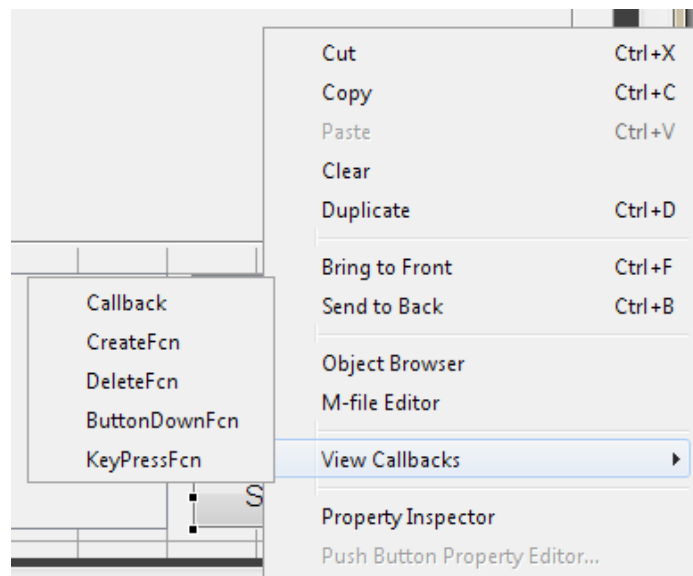 Cut Ctrl+X
Copy Ctrl+C
Paste Ctrl+V
Clear
Duplicate Ctrl+D
Bring to Front Ctrl+F
Send to Back Ctrl+B
Object Browser
M-file Editor
View Callbacks
Property Inspector
Push Button Property Editor...
Callback
CreateFcn
DeleteFcn
ButtonDownFcn
KeyPressFcn
S